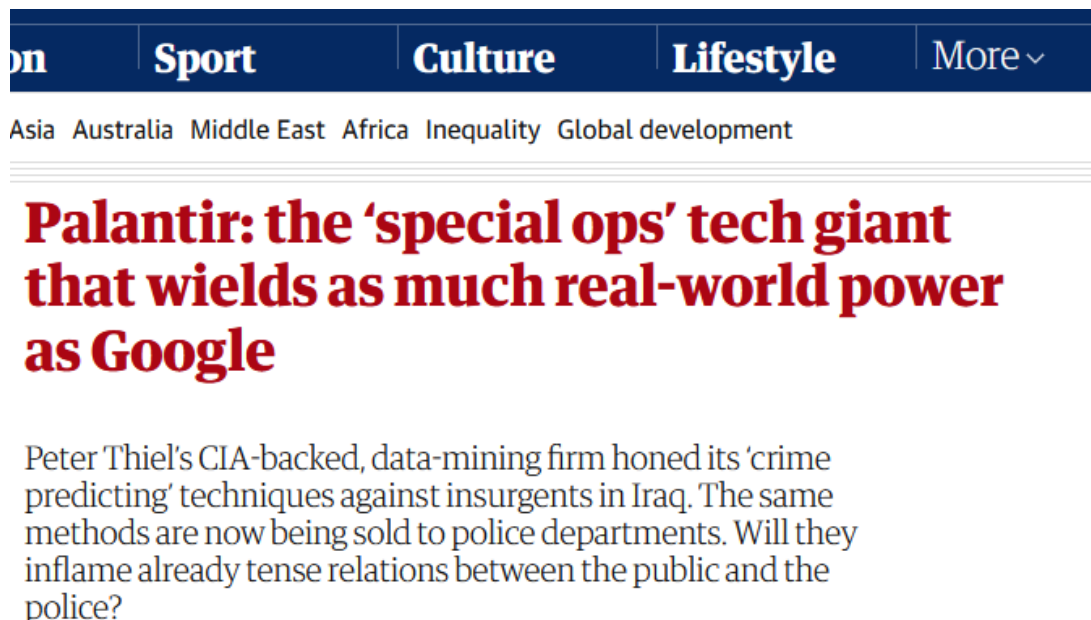 on Sport Culture Lifestyle More
Asia Australia Middle East Africa Inequality Global development
Palantir: the ‘special ops’ tech giant
that wields as much real-world power
as Google
Peter Thiel’s CIA-backed, data-mining firm honed its ‘crime
predicting’ techniques against insurgents in Iraq. The same
methods are now being sold to police departments. Will they
inflame already tense relations between the public and the
police?